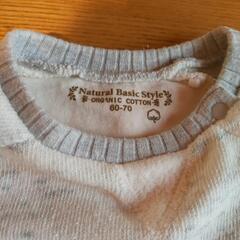 Natural Basic Style
ORGANIC COTTON
60-70